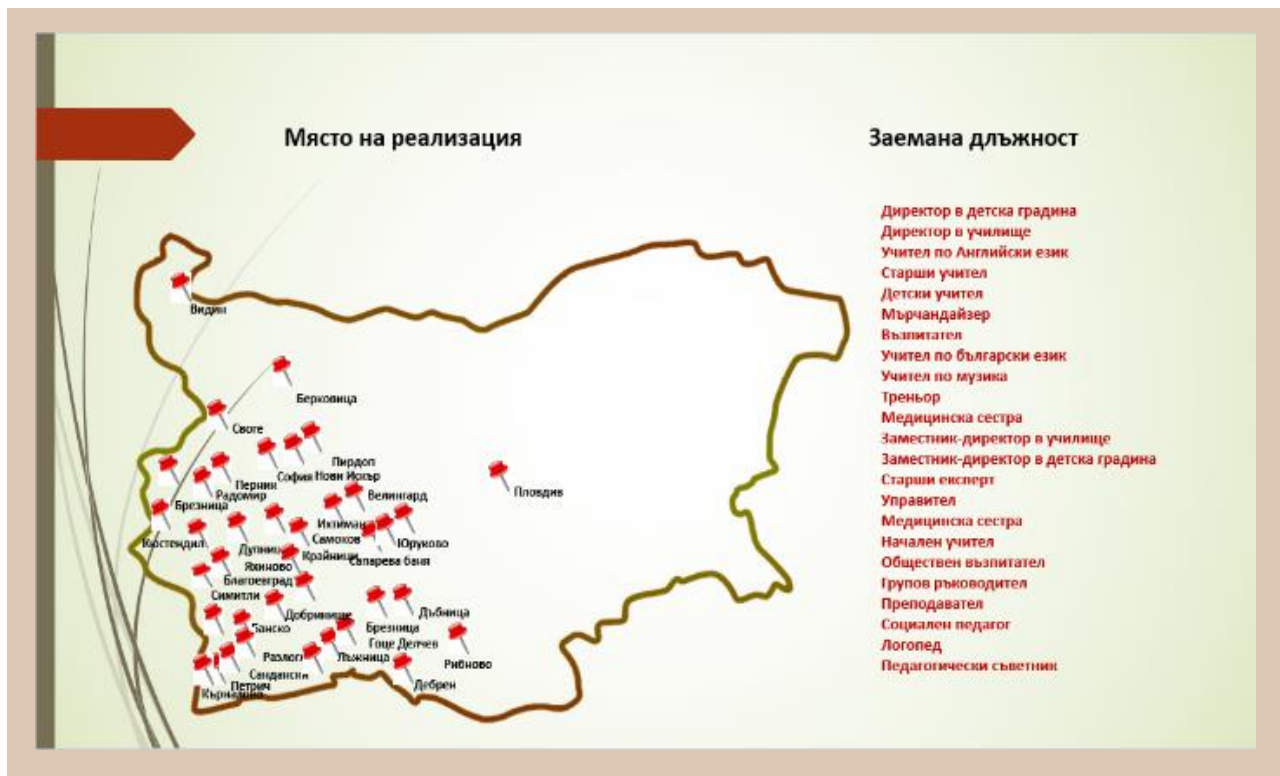 Място на реализация
Заемана длъжност
Видин
Берковица
Своге
Пирдоп
София Нови Искър
Перник
Радомир
Велинград
Пловдив
Брезница
Ихтиман
Кюстендил
Самоков
Юруково
Дупница
Крайници
Сапарева баня
Яхиново
Благоевград
Симитли
Добринище
Дъбница
Банско
Брезница
Гоце Делчев
Разлог
Лъжница
Рибново
Сандански
Петрич
Дебрен
Директор в детска градина
Директор в училище
Учител по Английски език
Старши учител
Детски учител
Мърчандайзер
Възпитател
Учител по български език
Учител по музика
Треньор
Медицинска сестра
Заместник-директор в училище
Заместник-директор в детска градина
Старши експерт
Управител
Медицинска сестра
Начален учител
Обществен възпитател
Групов ръководител
Преподавател
Социален педагог
Логопед
Педагогически съветник